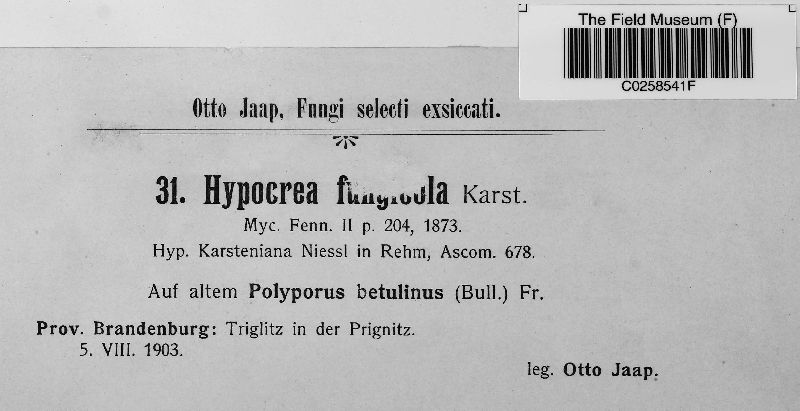 The Field Museum (F)
C0258541F
Otto Jaap, Fungi selecti exsiccati.
31. Hypocrea fungicola Karst.
Myc. Fenn. II p. 204, 1873.
Hyp. Karsteniana Niessl in Rehm, Ascom. 678.
Auf altem Polyporus betulinus (Bull.) Fr.
Prov. Brandenburg: Triglitz in der Prignitz.
5. VIII. 1903.
leg. Otto Jaap.